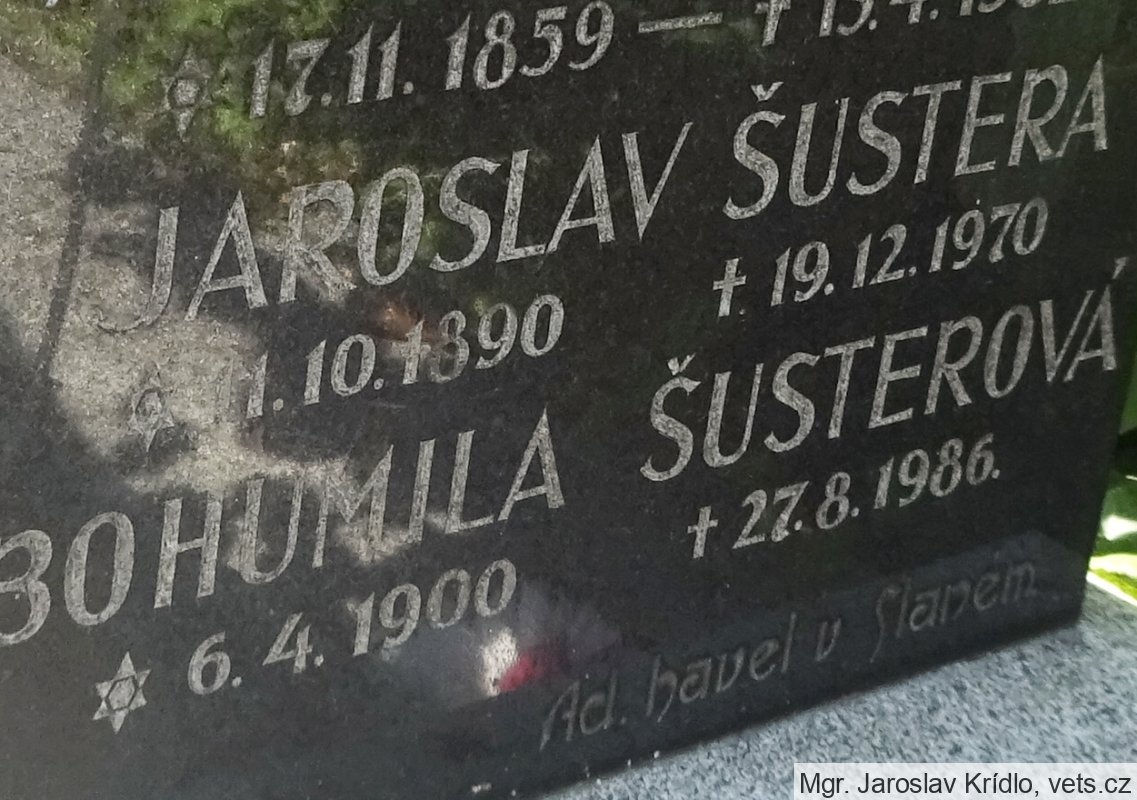 17.11. 1859 —
JAROSLAV ŠUSTERA
1. 10. 1890 † 19. 12. 1970
BOHUMILA ŠUSTEROVÁ
6. 4. 1900 † 27. 8. 1986.
Ad. havel v Slaném
Mgr. Jaroslav Krídlo, vets.cz